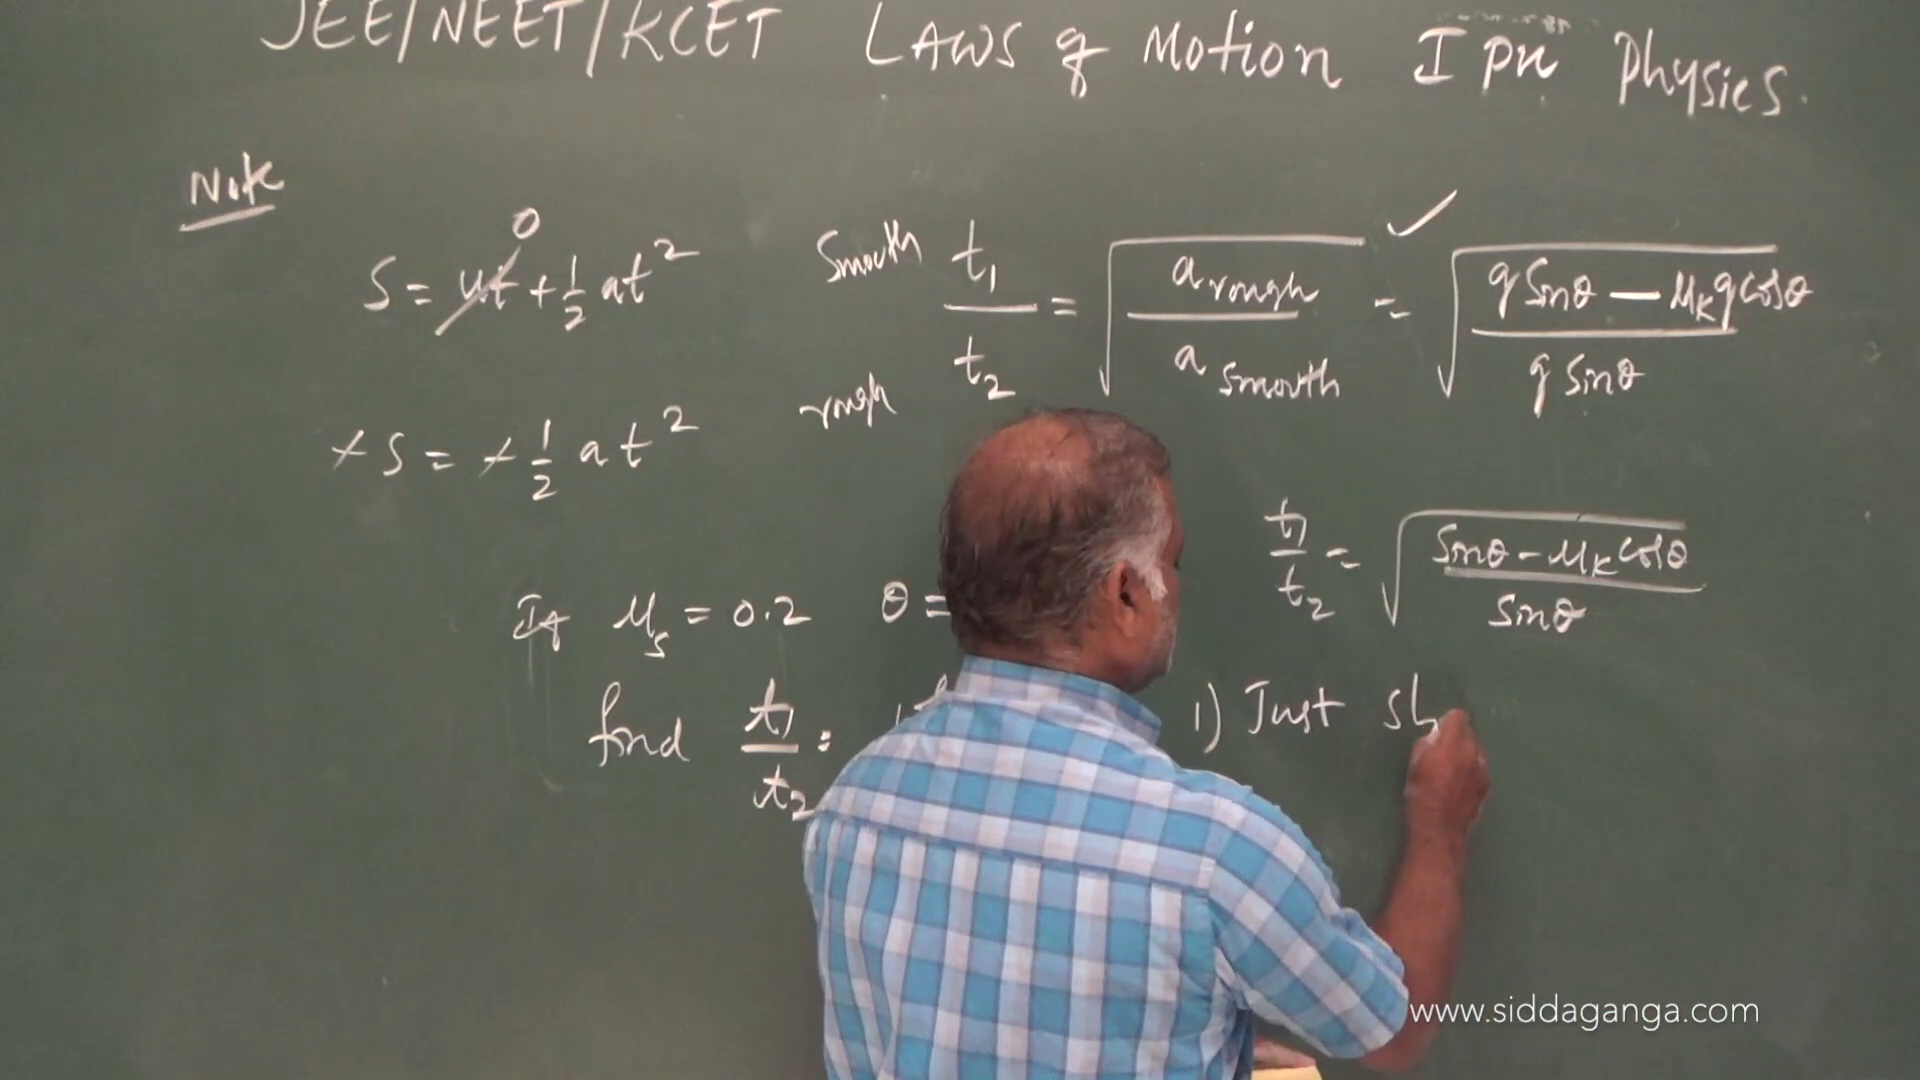 JEE/NEET/KCET LAWS of Motion I PU Physics.
Note
0
S = ut + 1/2 at²
Smooth t₁/t₂ = √(a rough / a smooth) = √(g Sinθ — μₖ g cosθ / g Sinθ) ✓
rough
× S = × 1/2 at²
t₁/t₂ = √(Sinθ - μₖ cosθ / sinθ)
If μₛ = 0.2 θ =
find t₁/t₂ :
1) Just sl
www.siddaganga.com